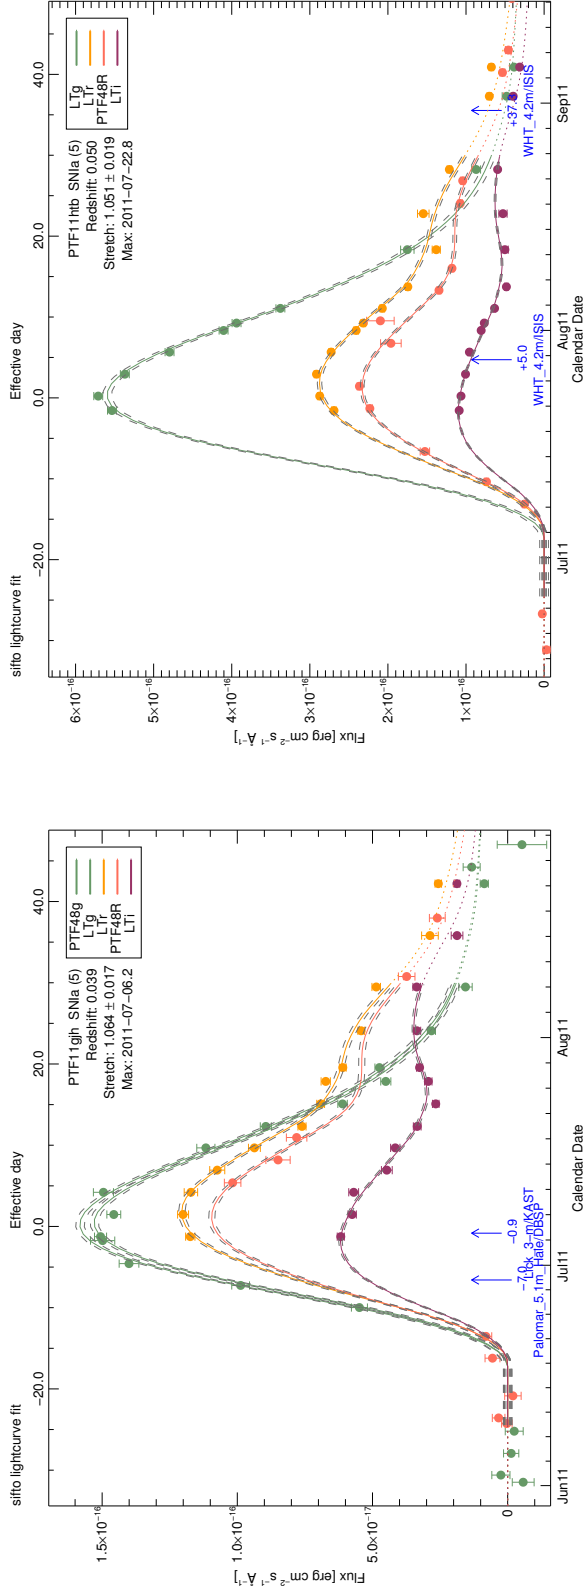 sifto lightcurve fit
Effective day
−20.0
0.0
20.0
40.0
PTF11gjh SNIa (5)
Redshift: 0.039
Stretch: 1.064 ± 0.017
Max: 2011−07−06.2
PTF48g
LTg
LTr
PTF48R
LTi
Flux [erg cm⁻² s⁻¹ Å⁻¹]
1.5×10⁻¹⁶
1.0×10⁻¹⁶
5.0×10⁻¹⁷
0
−7.0
Palomar_5.1m_Hale/DBSP
−0.9
Lick_3−m/KAST
Jun11
Jul11
Aug11
Calendar Date
sifto lightcurve fit
Effective day
−20.0
0.0
20.0
40.0
PTF11htb SNIa (5)
Redshift: 0.050
Stretch: 1.051 ± 0.019
Max: 2011−07−22.8
LTg
LTr
PTF48R
LTi
Flux [erg cm⁻² s⁻¹ Å⁻¹]
6×10⁻¹⁶
5×10⁻¹⁶
4×10⁻¹⁶
3×10⁻¹⁶
2×10⁻¹⁶
1×10⁻¹⁶
0
+5.0
WHT_4.2m/ISIS
WHT_4.2m/ISIS
Jul11
Aug11
Sep11
Calendar Date